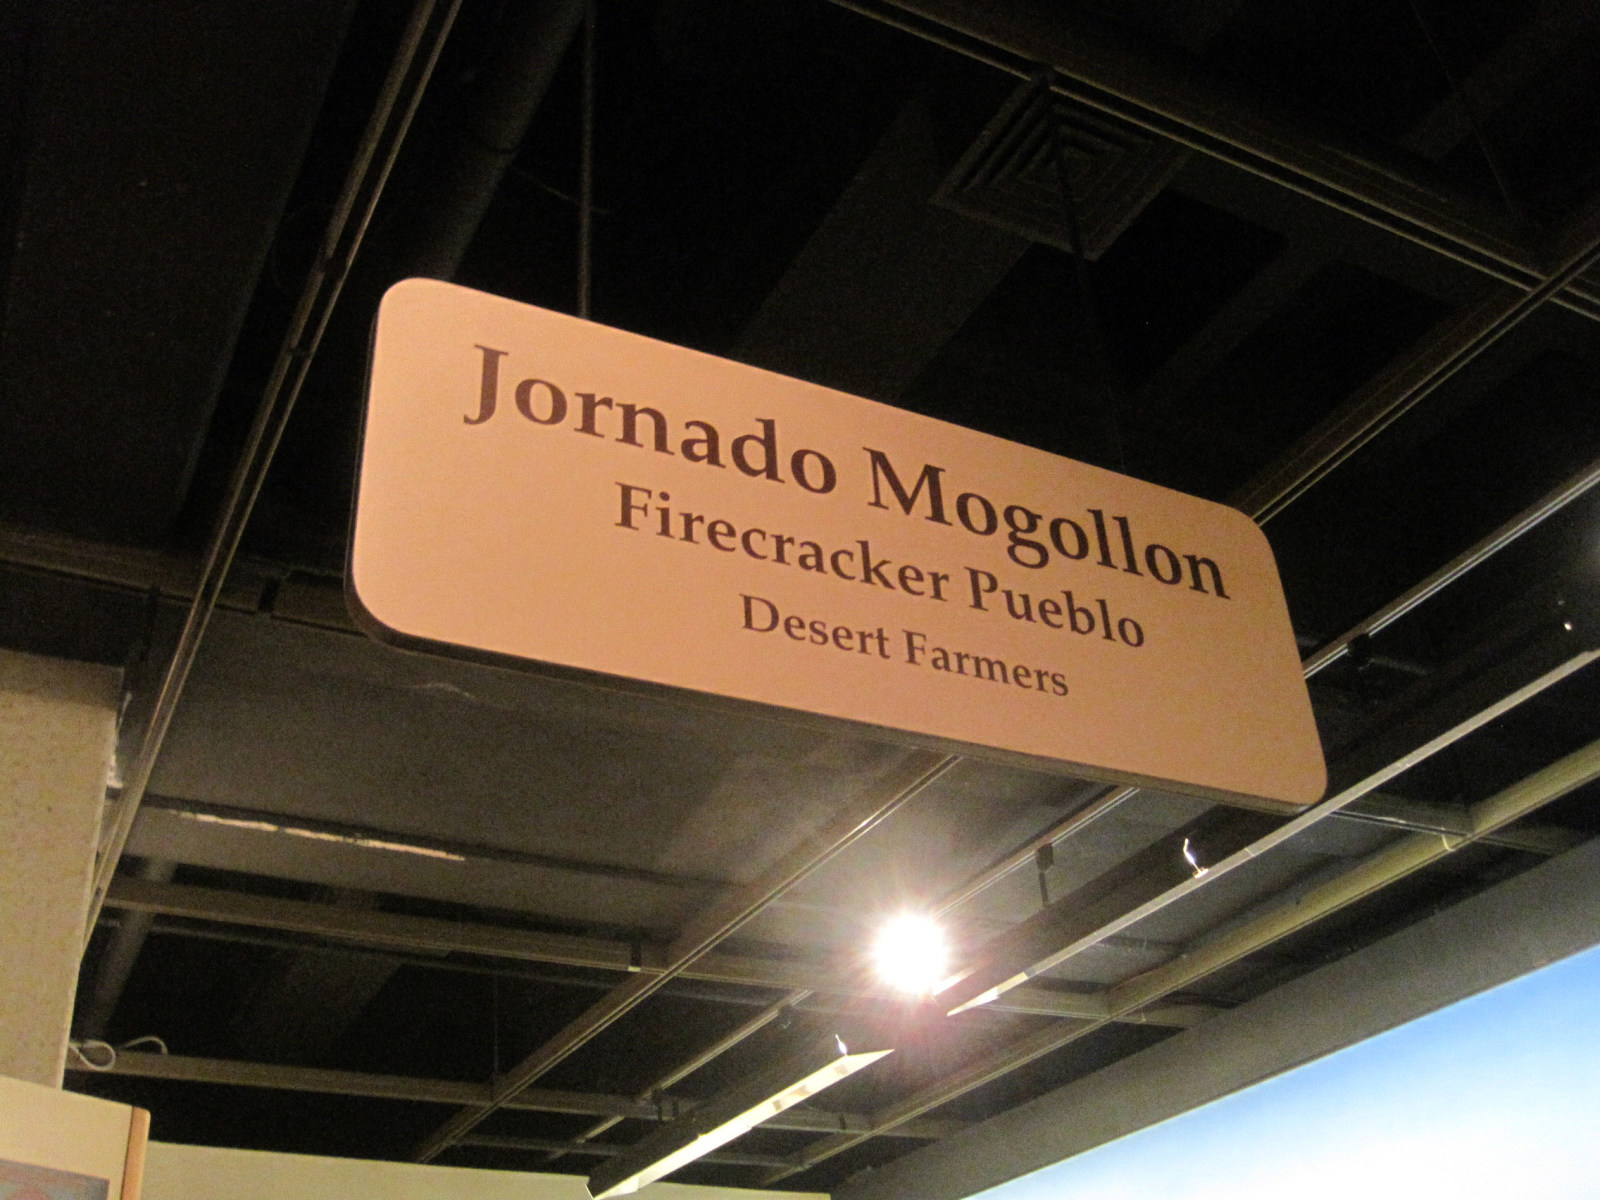 Jornado Mogollon
Firecracker Pueblo
Desert Farmers